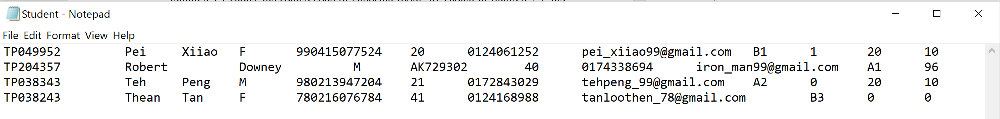 Student - Notepad
File Edit Format View Help
TP049952 Pei Xiiao F 990415077524 20 0124061252 pei_xiiao99@gmail.com B1 1 20 10
TP204357 Robert Downey M AK729302 40 0174338694 iron_man99@gmail.com A1 96
TP038343 Teh Peng M 980213947204 21 0172843029 tehpeng_99@gmail.com A2 0 20 10
TP038243 Thean Tan F 780216076784 41 0124168988 tanloothen_78@gmail.com B3 0 0